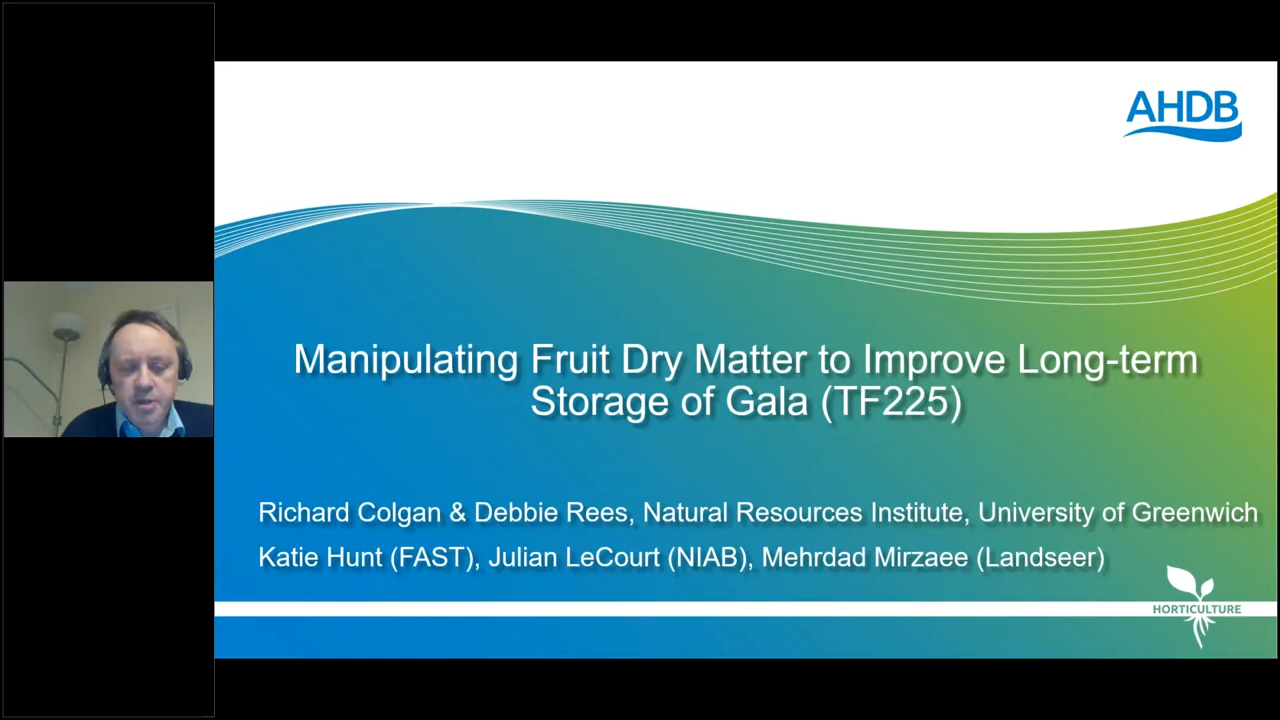 AHDB
Manipulating Fruit Dry Matter to Improve Long-term
Storage of Gala (TF225)
Richard Colgan & Debbie Rees, Natural Resources Institute, University of Greenwich
Katie Hunt (FAST), Julian LeCourt (NIAB), Mehrdad Mirzaee (Landseer)
HORTICULTURE